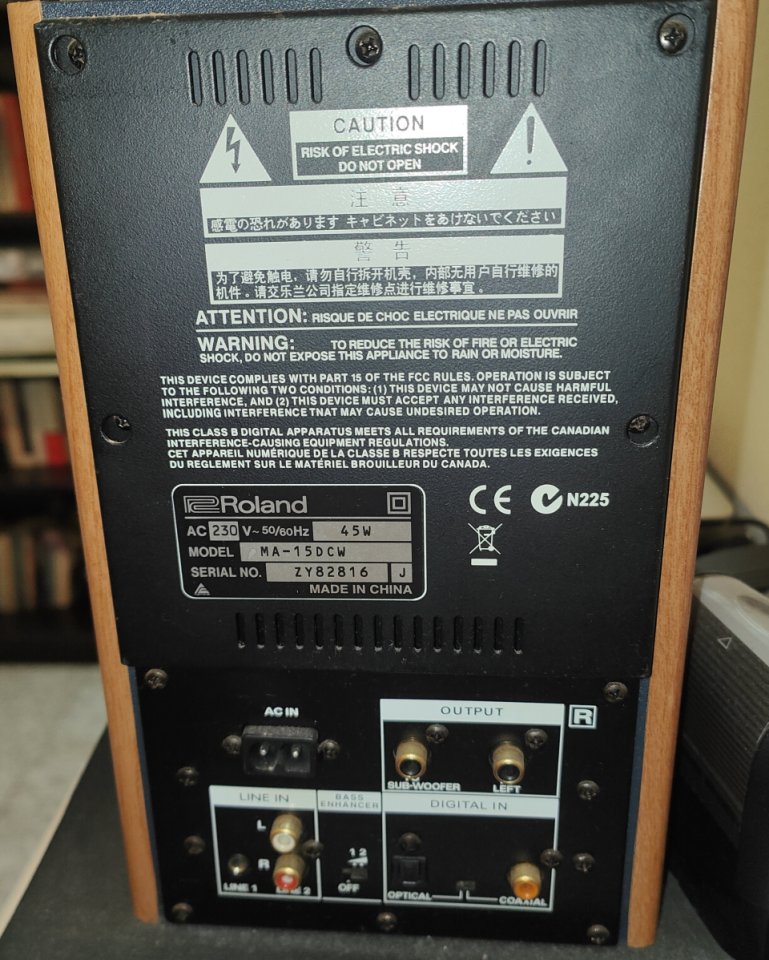 CAUTION
RISK OF ELECTRIC SHOCK
DO NOT OPEN
注 意
感電の恐れがあります キャビネットをあけないでください
警 告
为了避免触电，请勿自行拆开机壳，内部无用户自行维修的
机件。请交乐兰公司指定维修点进行维修事宜。
ATTENTION: RISQUE DE CHOC ELECTRIQUE NE PAS OUVRIR
WARNING: TO REDUCE THE RISK OF FIRE OR ELECTRIC
SHOCK, DO NOT EXPOSE THIS APPLIANCE TO RAIN OR MOISTURE.
THIS DEVICE COMPLIES WITH PART 15 OF THE FCC RULES. OPERATION IS SUBJECT
TO THE FOLLOWING TWO CONDITIONS: (1) THIS DEVICE MAY NOT CAUSE HARMFUL
INTERFERENCE, AND (2) THIS DEVICE MUST ACCEPT ANY INTERFERENCE RECEIVED,
INCLUDING INTERFERENCE TNAT MAY CAUSE UNDESIRED OPERATION.
THIS CLASS B DIGITAL APPARATUS MEETS ALL REQUIREMENTS OF THE CANADIAN
INTERFERENCE-CAUSING EQUIPMENT REGULATIONS.
CET APPAREIL NUMÉRIQUE DE LA CLASSE B RESPECTE TOUTES LES EXIGENCES
DU REGLEMENT SUR LE MATÉRIEL BROUILLEUR DU CANADA.
Roland
AC 230 V~ 50/60Hz 45W
MODEL MA-15DCW
SERIAL NO. ZY82816 J
MADE IN CHINA
CE N225
AC IN
OUTPUT R
SUB-WOOFER LEFT
LINE IN
L
R
LINE 1 LINE 2
BASS
ENHANCER
1 2
OFF
DIGITAL IN
OPTICAL COAXIAL